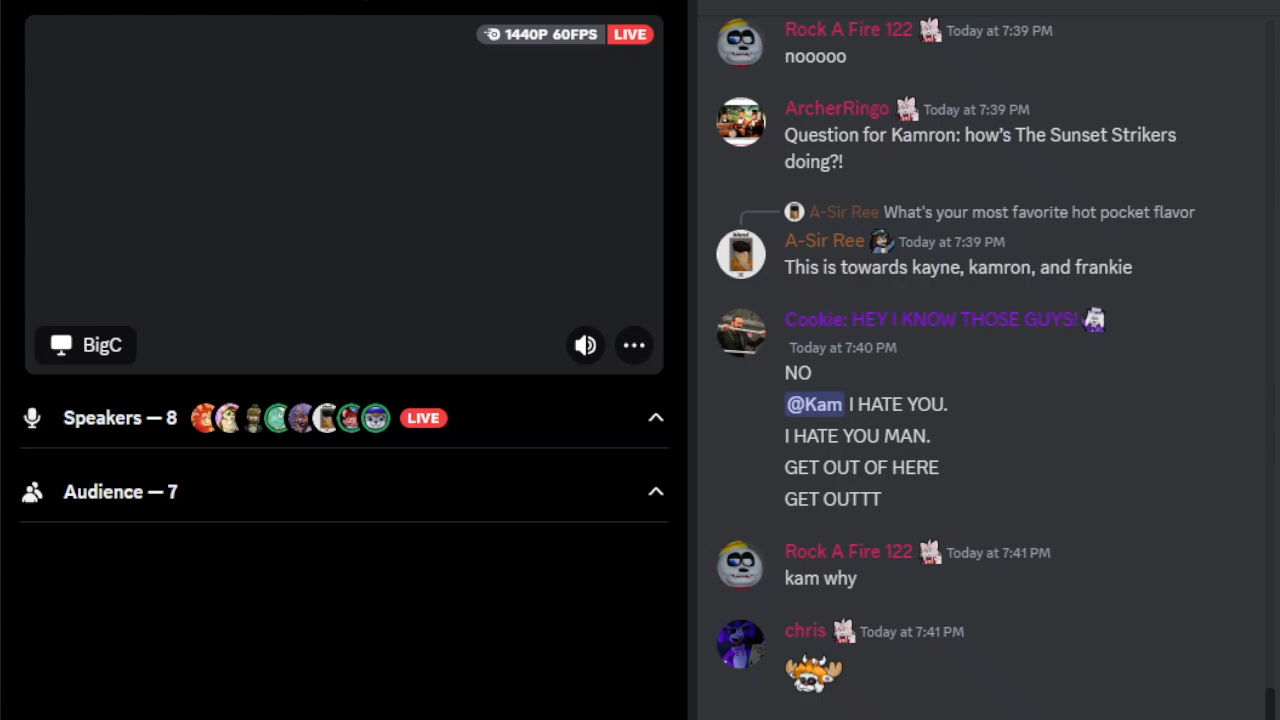 1440P 60FPS LIVE
BigC
Speakers — 8 LIVE
Audience — 7
Rock A Fire 122 Today at 7:39 PM
nooooo
ArcherRingo Today at 7:39 PM
Question for Kamron: how's The Sunset Strikers
doing?!
A-Sir Ree What's your most favorite hot pocket flavor
A-Sir Ree Today at 7:39 PM
This is towards kayne, kamron, and frankie
Cookie: HEY I KNOW THOSE GUYS!
Today at 7:40 PM
NO
@Kam I HATE YOU.
I HATE YOU MAN.
GET OUT OF HERE
GET OUTTT
Rock A Fire 122 Today at 7:41 PM
kam why
chris Today at 7:41 PM